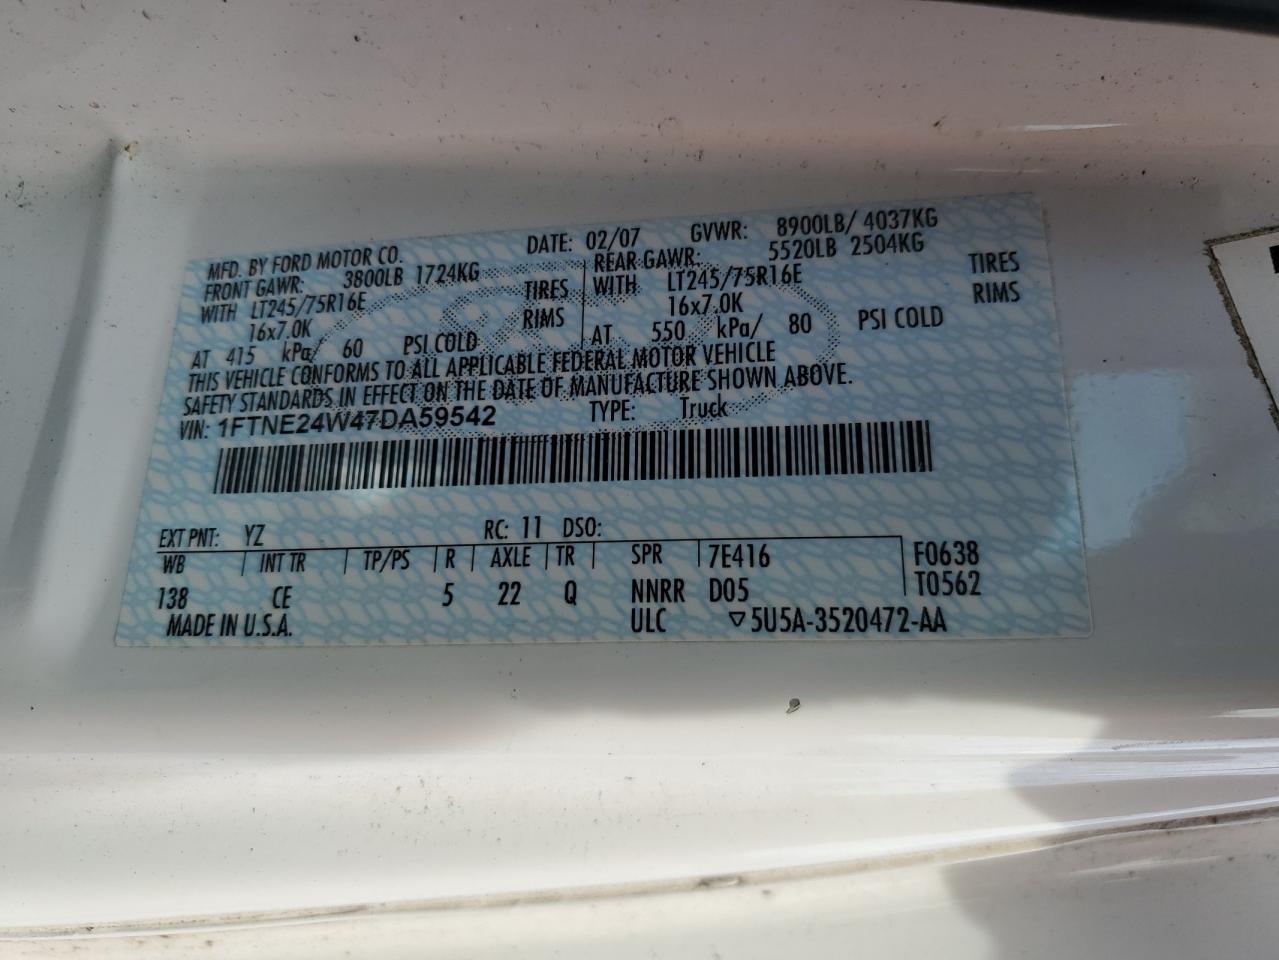 MFD. BY FORD MOTOR CO. DATE: 02/07 GVWR: 8900LB/ 4037KG
FRONT GAWR: 3800LB 1724KG REAR GAWR: 5520LB 2504KG
WITH LT245/75R16E TIRES WITH LT245/75R16E TIRES
16x7.0K RIMS 16x7.0K RIMS
AT 415 kPa/ 60 PSI COLD AT 550 kPa/ 80 PSI COLD
THIS VEHICLE CONFORMS TO ALL APPLICABLE FEDERAL MOTOR VEHICLE
SAFETY STANDARDS IN EFFECT ON THE DATE OF MANUFACTURE SHOWN ABOVE.
VIN: 1FTNE24W47DA59542 TYPE: Truck
EXT PNT: YZ RC: 11 DSO:
WB INT TR TP/PS R AXLE TR SPR 7E416 F0638
138 CE 5 22 Q NNRR D05 T0562
MADE IN U.S.A. ULC ▽5U5A-3520472-AA